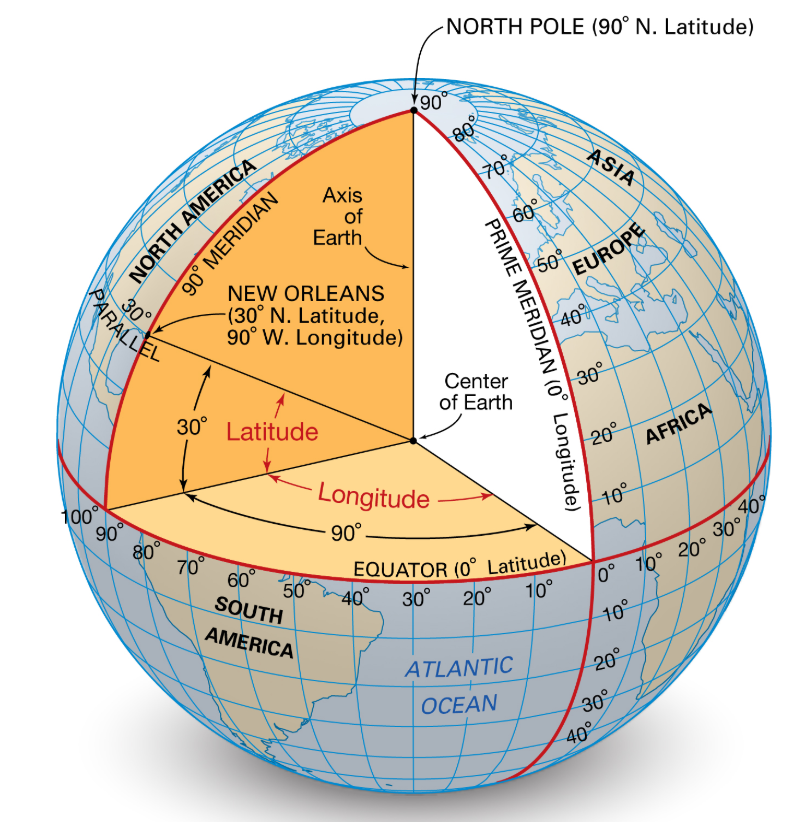 NORTH POLE (90° N. Latitude)
90°
80°
70°
60°
50°
40°
30°
20°
10°
ASIA
EUROPE
AFRICA
NORTH AMERICA
90° MERIDIAN
Axis
of
Earth
PRIME MERIDIAN (0° Longitude)
30°
PARALLEL
NEW ORLEANS
(30° N. Latitude,
90° W. Longitude)
Center
of Earth
30°
Latitude
Longitude
90°
EQUATOR (0° Latitude)
100°
90°
80°
70°
60°
50°
40°
30°
20°
10°
0°
10°
20°
30°
40°
10°
20°
30°
40°
SOUTH
AMERICA
ATLANTIC
OCEAN